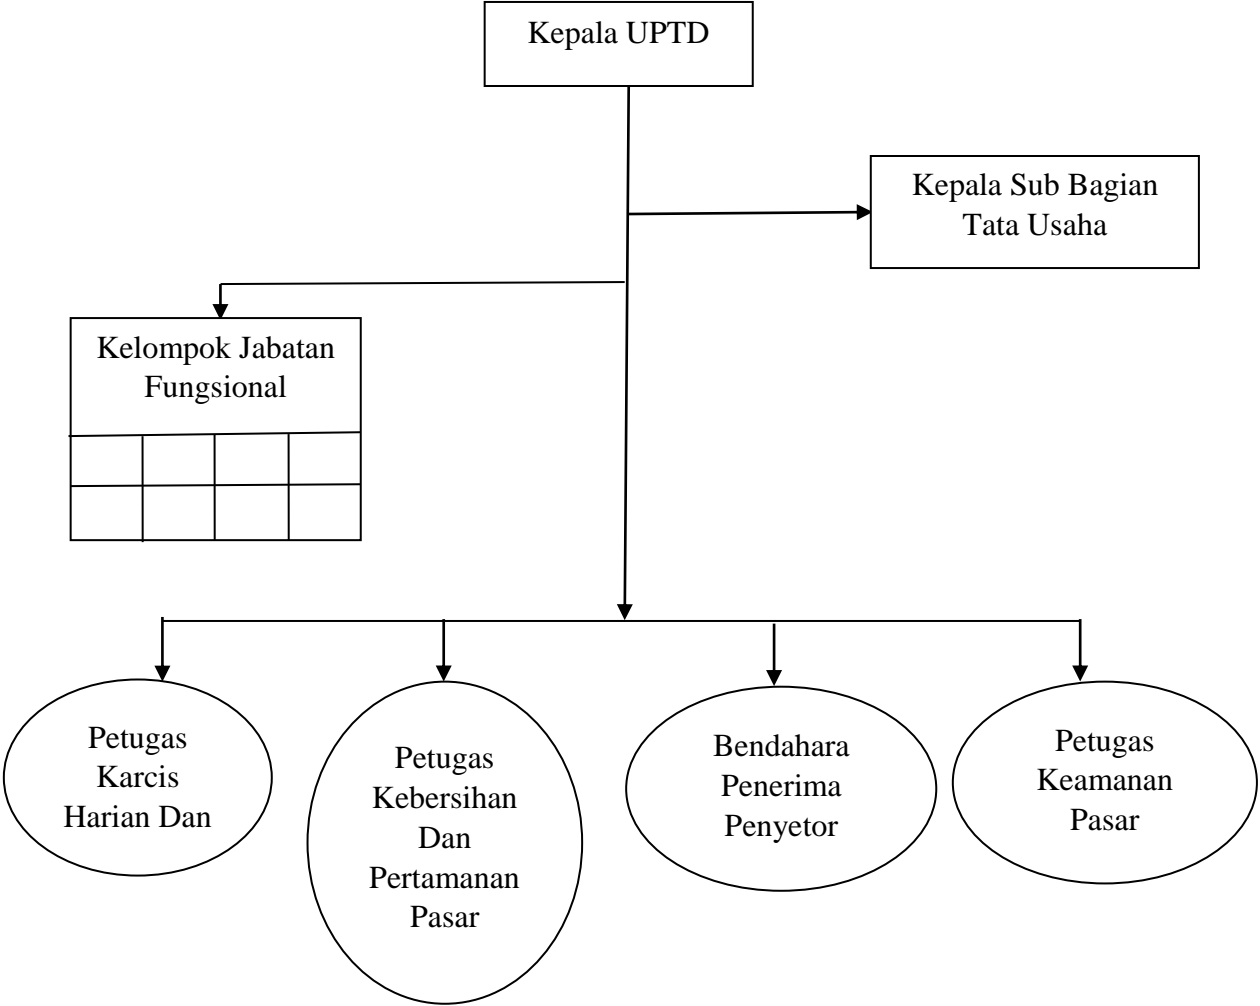 Kepala UPTD
Kepala Sub Bagian
Tata Usaha
Kelompok Jabatan
Fungsional
Petugas
Karcis
Harian Dan
Petugas
Kebersihan
Dan
Pertamanan
Pasar
Bendahara
Penerima
Penyetor
Petugas
Keamanan
Pasar